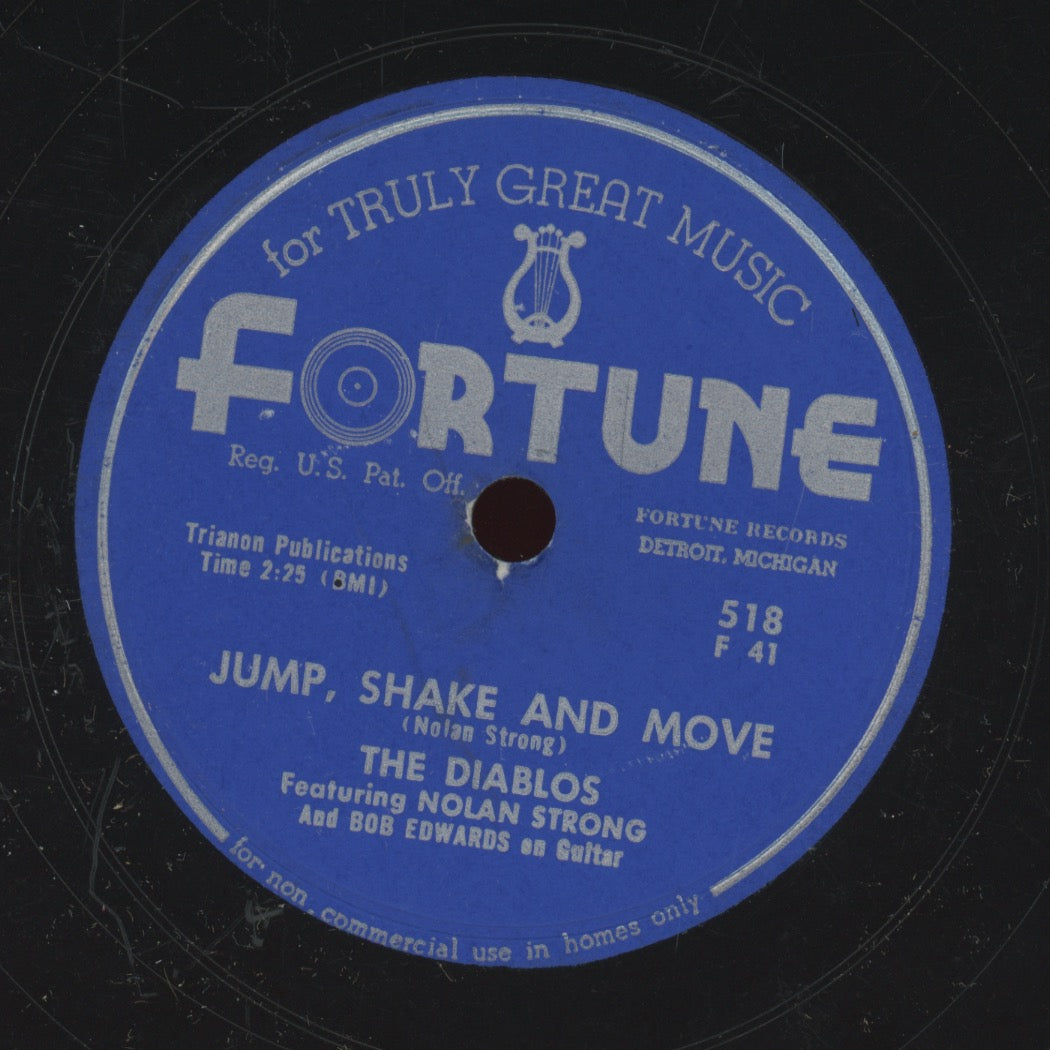 for TRULY GREAT MUSIC
FORTUNE
Reg. U.S. Pat. Off.
FORTUNE RECORDS
DETROIT, MICHIGAN
Trianon Publications
Time 2:25 (BMI)
518
F 41
JUMP, SHAKE AND MOVE
(Nolan Strong)
THE DIABLOS
Featuring NOLAN STRONG
And BOB EDWARDS on Guitar
for non. commercial use in homes only